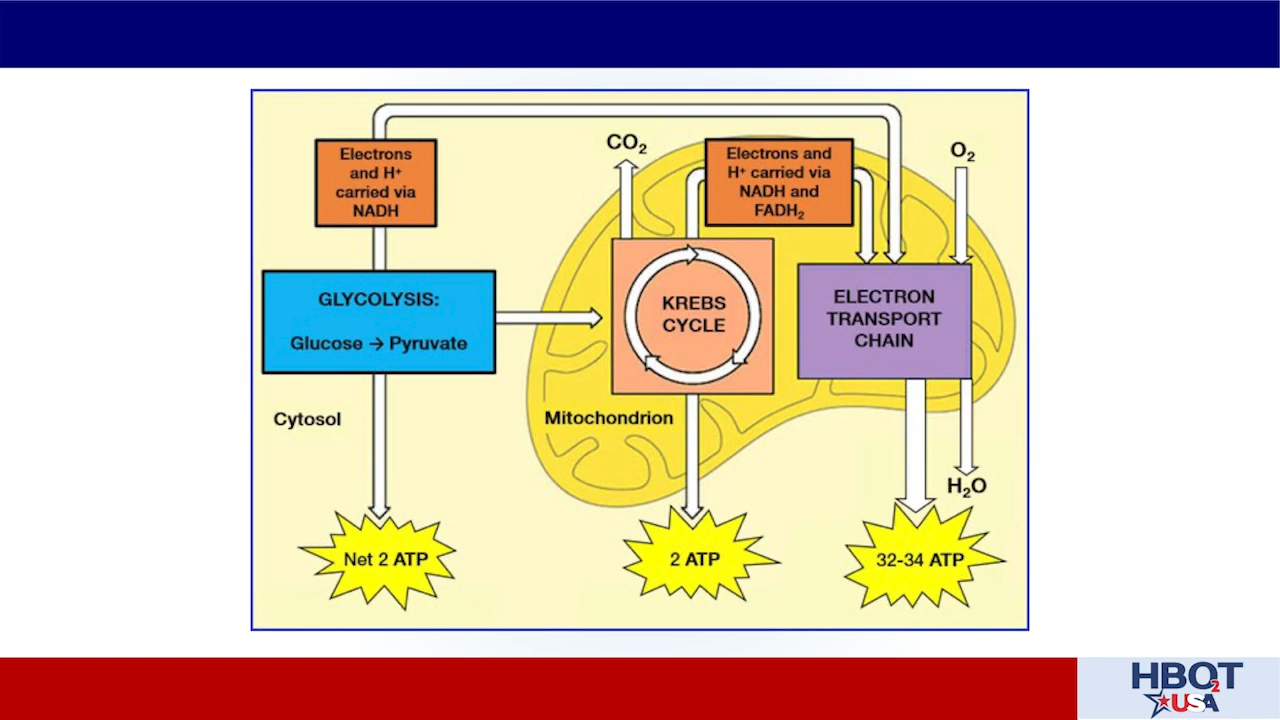 Electrons
and H⁺
carried via
NADH
CO₂
Electrons and
H⁺ carried via
NADH and
FADH₂
O₂
GLYCOLYSIS:
Glucose → Pyruvate
KREBS
CYCLE
ELECTRON
TRANSPORT
CHAIN
Cytosol
Mitochondrion
H₂O
Net 2 ATP
2 ATP
32-34 ATP
HBOT
2
USA